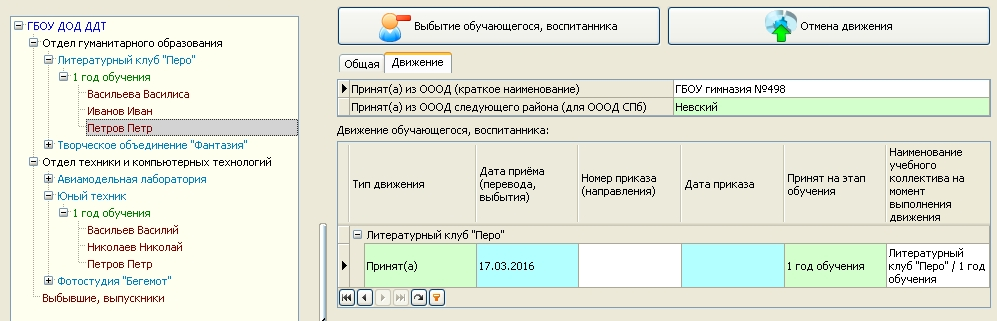 ГБОУ ДОД ДДТ
Отдел гуманитарного образования
Литературный клуб "Перо"
1 год обучения
Васильева Василиса
Иванов Иван
Петров Петр
Творческое объединение "Фантазия"
Отдел техники и компьютерных технологий
Авиамодельная лаборатория
Юный техник
1 год обучения
Васильев Василий
Николаев Николай
Петров Петр
Фотостудия "Бегемот"
Выбывшие, выпускники
Выбытие обучающегося, воспитанника
Отмена движения
Общая
Движение
Принят(а) из ОООД (краткое наименование)
ГБОУ гимназия №498
Принят(а) из ОООД следующего района (для ОООД СПб)
Невский
Движение обучающегося, воспитанника:
Тип движения
Дата приёма
(перевода,
выбытия)
Номер приказа
(направления)
Дата приказа
Принят на этап
обучения
Наименование
учебного
коллектива на
момент
выполнения
движения
Литературный клуб "Перо"
Принят(а)
17.03.2016
1 год обучения
Литературный
клуб "Перо" / 1 год
обучения